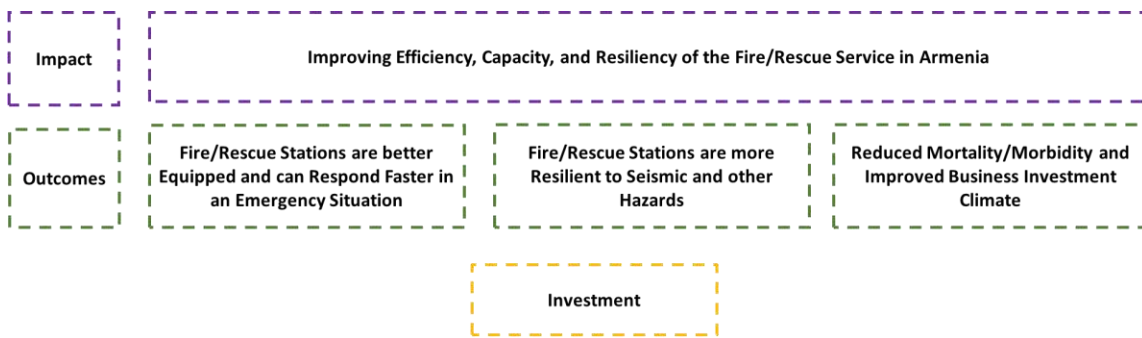 Impact
Improving Efficiency, Capacity, and Resiliency of the Fire/Rescue Service in Armenia
Outcomes
Fire/Rescue Stations are better
Equipped and can Respond Faster in
an Emergency Situation
Fire/Rescue Stations are more
Resilient to Seismic and other
Hazards
Reduced Mortality/Morbidity and
Improved Business Investment
Climate
Investment